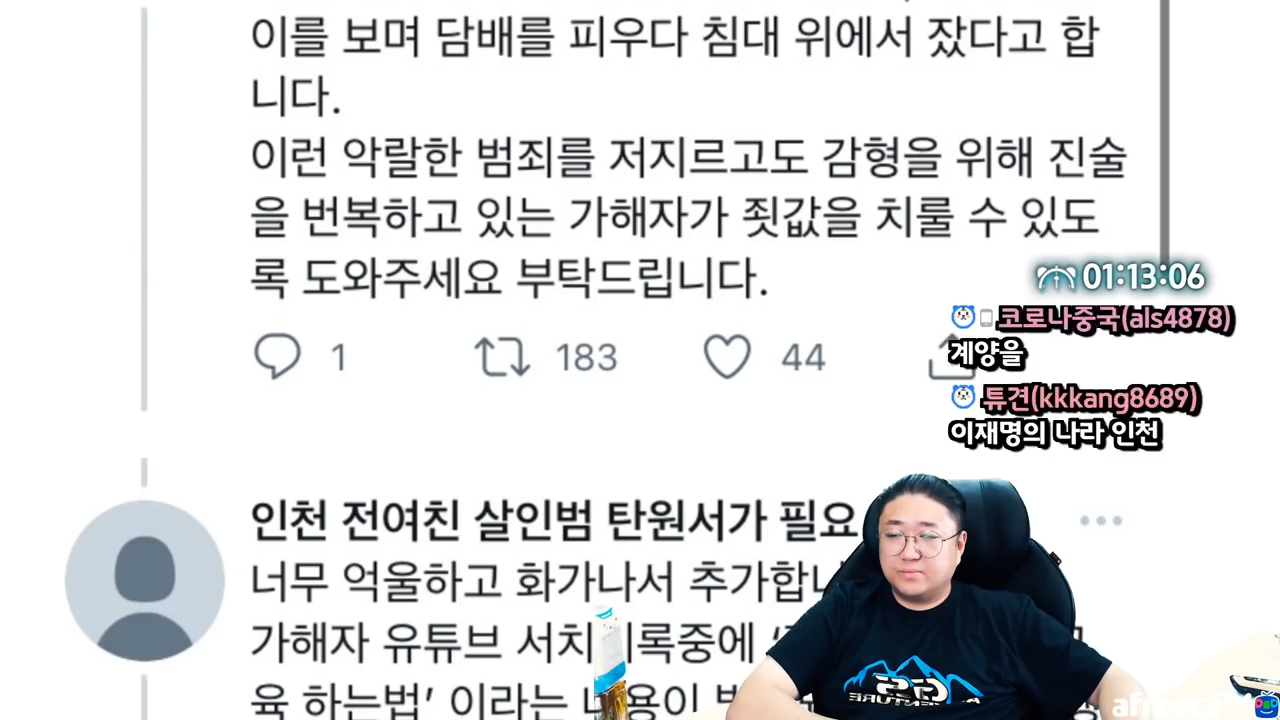 이를 보며 담배를 피우다 침대 위에서 잤다고 합
니다.
이런 악랄한 범죄를 저지르고도 감형을 위해 진술
을 번복하고 있는 가해자가 죗값을 치룰 수 있도
록 도와주세요 부탁드립니다.
1 183 44
01:13:06
코로나중국(als4878)
계양을
튜견(kkkang8689)
이재명의 나라 인천
인천 전여친 살인범 탄원서가 필요
너무 억울하고 화가나서 추가합니
가해자 유튜브 서치 기록중에
육 하는법’ 이라는 내용이
afreeca